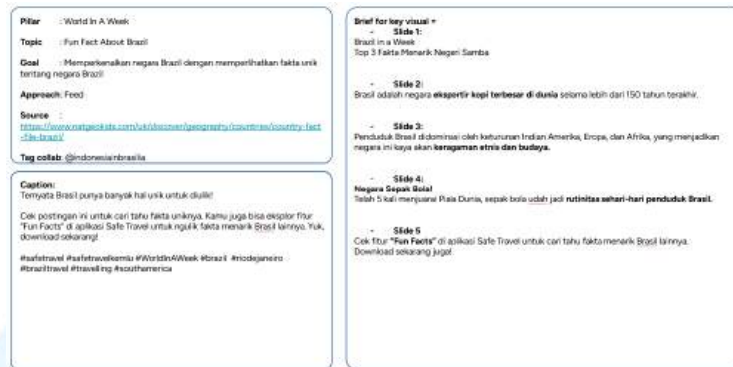 Pillar : World In A Week
Topic : Fun Fact About Brazil
Goal : Memperkenalkan negara Brazil dengan memperlihatkan fakta unik
tentang negara Brazil
Approach: Feed
Source :
https://www.natgeokids.com/uk/discover/geography/countries/country-fact
-file-brazil/
Tag collab: @indonesiainbrasilia
Caption:
Ternyata Brasil punya banyak hal unik untuk diulik!
Cek postingan ini untuk cari tahu fakta uniknya. Kamu juga bisa eksplor fitur
"Fun Facts" di aplikasi Safe Travel untuk ngulik fakta menarik Brasil lainnya. Yuk,
download sekarang!
#safetravel #safetravelkemlu #WorldInAWeek #brazil #riodejaneiro
#braziltravel #travelling #southamerica
Brief for key visual =
- Slide 1:
Brazil in a Week
Top 3 Fakta Menarik Negeri Samba
- Slide 2:
Brasil adalah negara eksportir kopi terbesar di dunia selama lebih dari 150 tahun terakhir.
- Slide 3:
Penduduk Brasil didominasi oleh keturunan Indian Amerika, Eropa, dan Afrika, yang menjadikan
negara ini kaya akan keragaman etnis dan budaya.
- Slide 4:
Negara Sepak Bola!
Telah 5 kali menjuarai Piala Dunia, sepak bola udah jadi rutinitas sehari-hari penduduk Brasil.
- Slide 5
Cek fitur "Fun Facts" di aplikasi Safe Travel untuk cari tahu fakta menarik Brasil lainnya.
Download sekarang juga!